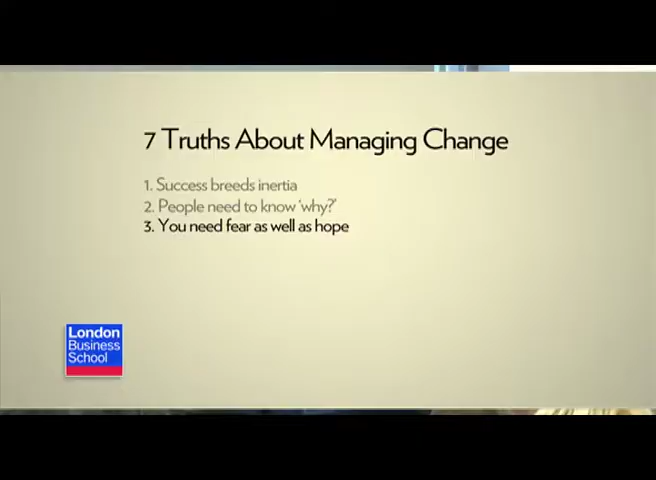 7 Truths About Managing Change
1. Success breeds inertia
2. People need to know 'why?'
3. You need fear as well as hope
London
Business
School